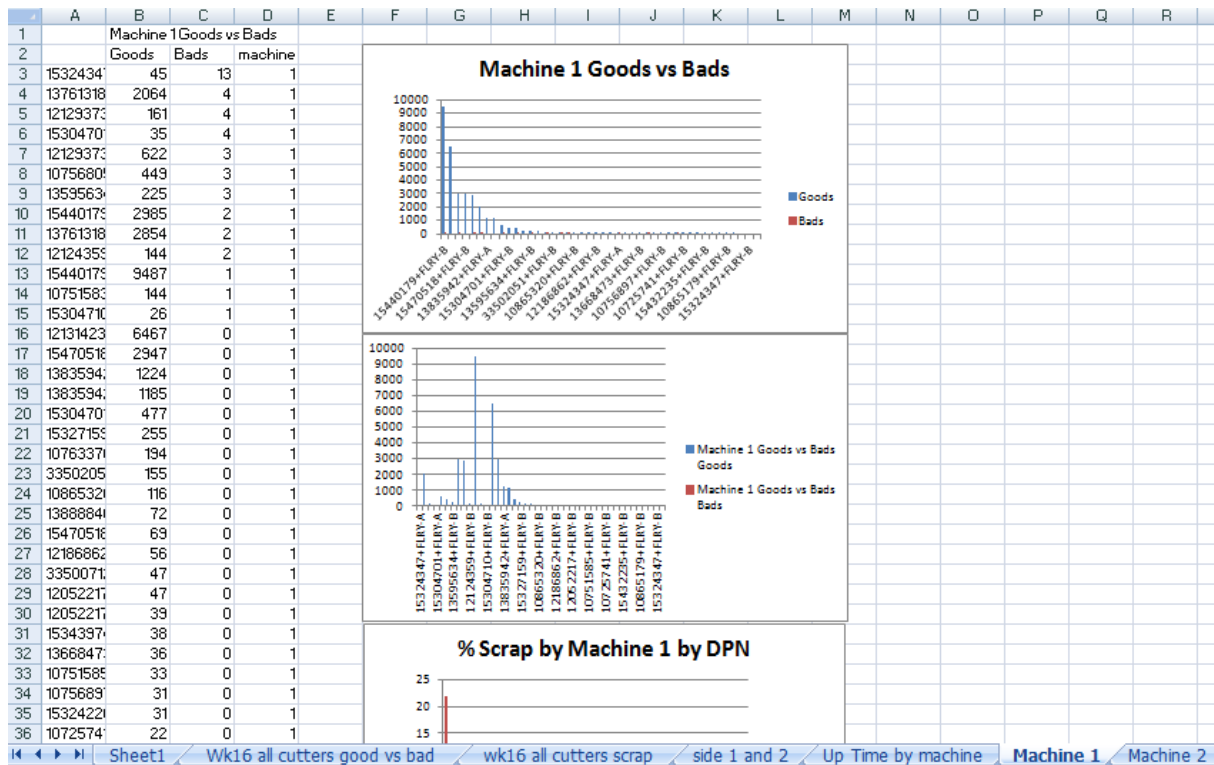 A B C D E F G H I J K L M N O P Q R
1 Machine 1 Goods vs Bads
2 Goods Bads machine
3 1532434 45 13 1
4 13761318 2064 4 1
5 12129373 161 4 1
6 1530470 35 4 1
7 12129373 622 3 1
8 1075680 449 3 1
9 1359563 225 3 1
10 1544017 2985 2 1
11 13761318 2854 2 1
12 1212435 144 2 1
13 1544017 9487 1 1
14 10751583 144 1 1
15 1530471 26 1 1
16 12131423 6467 0 1
17 15470518 2947 0 1
18 1383594 1224 0 1
19 1383594 1185 0 1
20 1530470 477 0 1
21 1532715 255 0 1
22 1076337 194 0 1
23 3350205 155 0 1
24 1086532 116 0 1
25 1388884 72 0 1
26 15470518 69 0 1
27 12186862 56 0 1
28 3350071 47 0 1
29 12052217 47 0 1
30 12052217 39 0 1
31 1534397 38 0 1
32 1366847 36 0 1
33 10751585 33 0 1
34 1075689 31 0 1
35 1532422 31 0 1
36 1072574 22 0 1
Machine 1 Goods vs Bads
10000
9000
8000
7000
6000
5000
4000
3000
2000
1000
0
Goods
Bads
15440179+FLRY-B
15470518+FLRY-B
13835942+FLRY-A
15304701+FLRY-B
13595634+FLRY-B
33502051+FLRY-B
10865320+FLRY-B
12186862+FLRY-B
15324347+FLRY-A
13668473+FLRY-B
10756897+FLRY-B
10725741+FLRY-B
15432235+FLRY-B
10865179+FLRY-B
15324347+FLRY-B
10000
9000
8000
7000
6000
5000
4000
3000
2000
1000
0
Machine 1 Goods vs Bads
Goods
Machine 1 Goods vs Bads
Bads
15324347+FLRY-A
15304701+FLRY-A
13595634+FLRY-B
12124359+FLRY-B
15304710+FLRY-B
13835942+FLRY-A
15327159+FLRY-B
10865320+FLRY-B
12186862+FLRY-B
12052217+FLRY-B
10751585+FLRY-B
10725741+FLRY-B
15432235+FLRY-B
10865179+FLRY-B
15324347+FLRY-B
% Scrap by Machine 1 by DPN
25
20
15
Sheet1 Wk16 all cutters good vs bad wk16 all cutters scrap side 1 and 2 Up Time by machine Machine 1 Machine 2